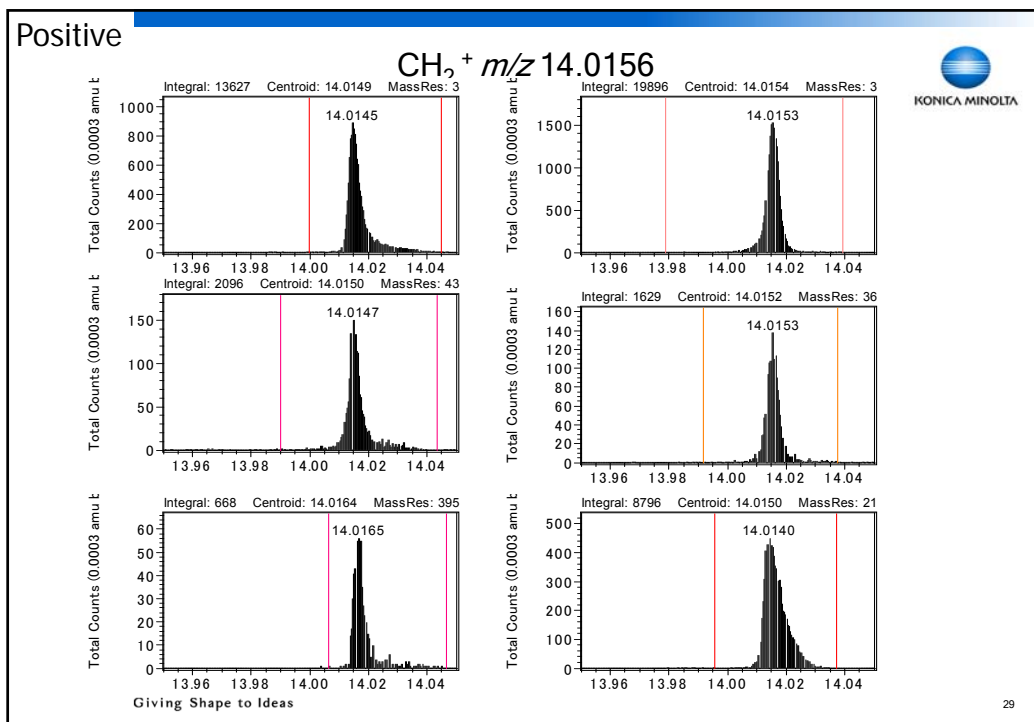 Positive
CH2+ m/z 14.0156
KONICA MINOLTA
Integral: 13627 Centroid: 14.0149 MassRes: 3
Total Counts (0.0003 amu b
1000
800
600
400
200
0
14.0145
13.96 13.98 14.00 14.02 14.04
Integral: 19896 Centroid: 14.0154 MassRes: 3
Total Counts (0.0003 amu b
1500
1000
500
0
14.0153
13.96 13.98 14.00 14.02 14.04
Integral: 2096 Centroid: 14.0150 MassRes: 43
Total Counts (0.0003 amu b
150
100
50
0
14.0147
13.96 13.98 14.00 14.02 14.04
Integral: 1629 Centroid: 14.0152 MassRes: 36
Total Counts (0.0003 amu b
160
140
120
100
80
60
40
20
0
14.0153
13.96 13.98 14.00 14.02 14.04
Integral: 668 Centroid: 14.0164 MassRes: 395
Total Counts (0.0003 amu b
60
50
40
30
20
10
0
14.0165
13.96 13.98 14.00 14.02 14.04
Integral: 8796 Centroid: 14.0150 MassRes: 21
Total Counts (0.0003 amu b
500
400
300
200
100
0
14.0140
13.96 13.98 14.00 14.02 14.04
Giving Shape to Ideas
29